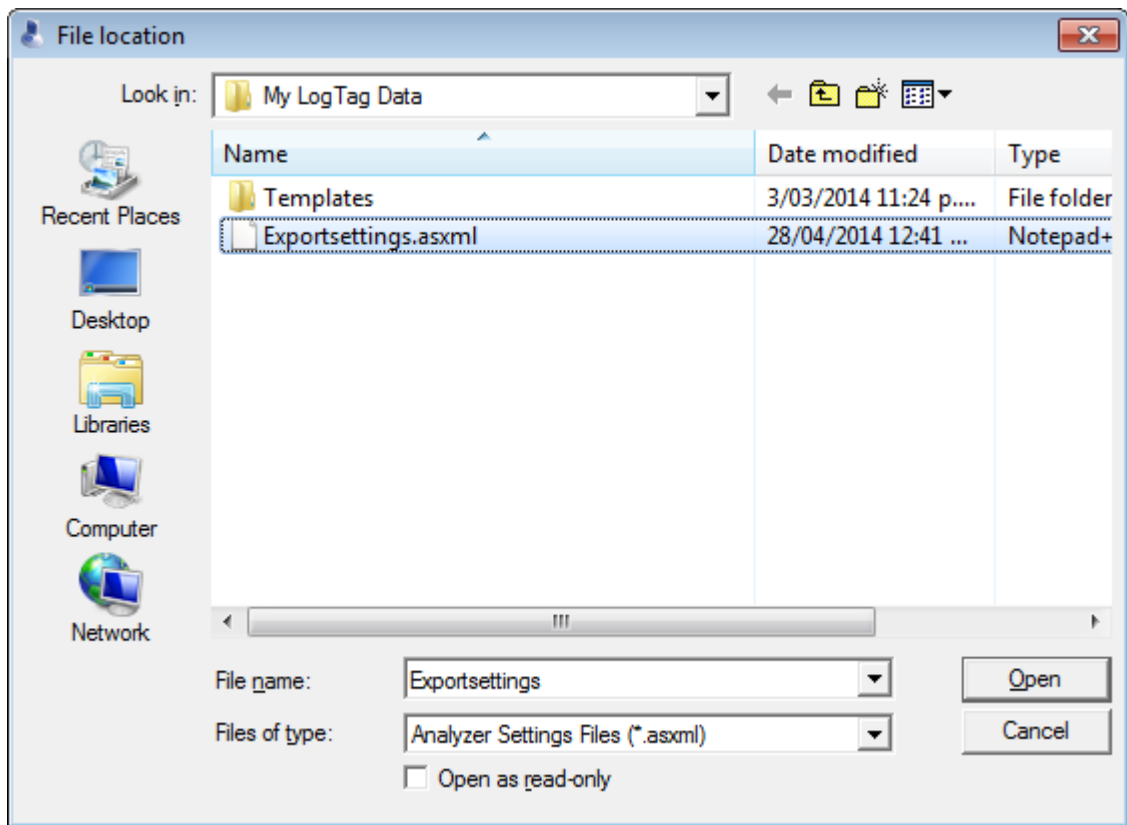 File location
Look in: My LogTag Data
Name Date modified Type
Templates 3/03/2014 11:24 p.... File folder
Exportsettings.asxml 28/04/2014 12:41 ... Notepad+
Recent Places
Desktop
Libraries
Computer
Network
File name: Exportsettings Open
Files of type: Analyzer Settings Files (*.asxml) Cancel
Open as read-only